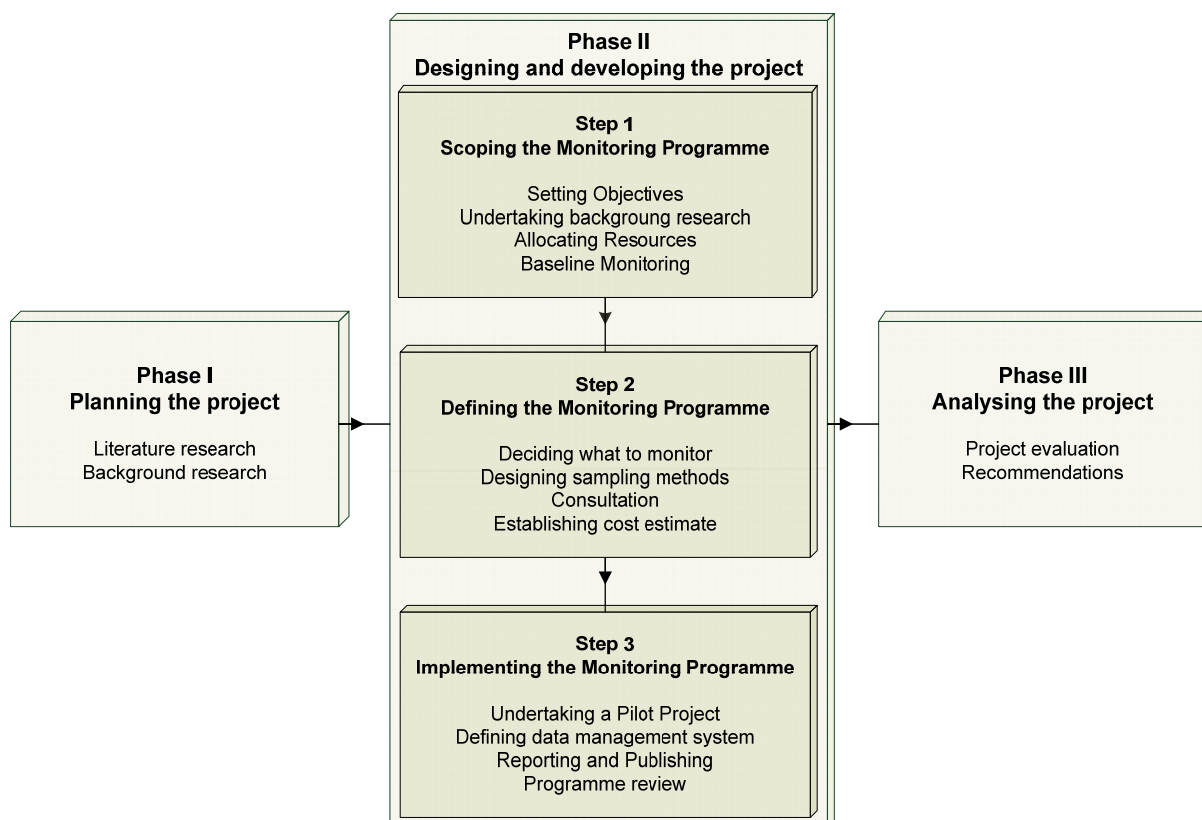 Phase I
Planning the project
Literature research
Background research
Phase II
Designing and developing the project
Step 1
Scoping the Monitoring Programme
Setting Objectives
Undertaking backgroung research
Allocating Resources
Baseline Monitoring
Step 2
Defining the Monitoring Programme
Deciding what to monitor
Designing sampling methods
Consultation
Establishing cost estimate
Step 3
Implementing the Monitoring Programme
Undertaking a Pilot Project
Defining data management system
Reporting and Publishing
Programme review
Phase III
Analysing the project
Project evaluation
Recommendations